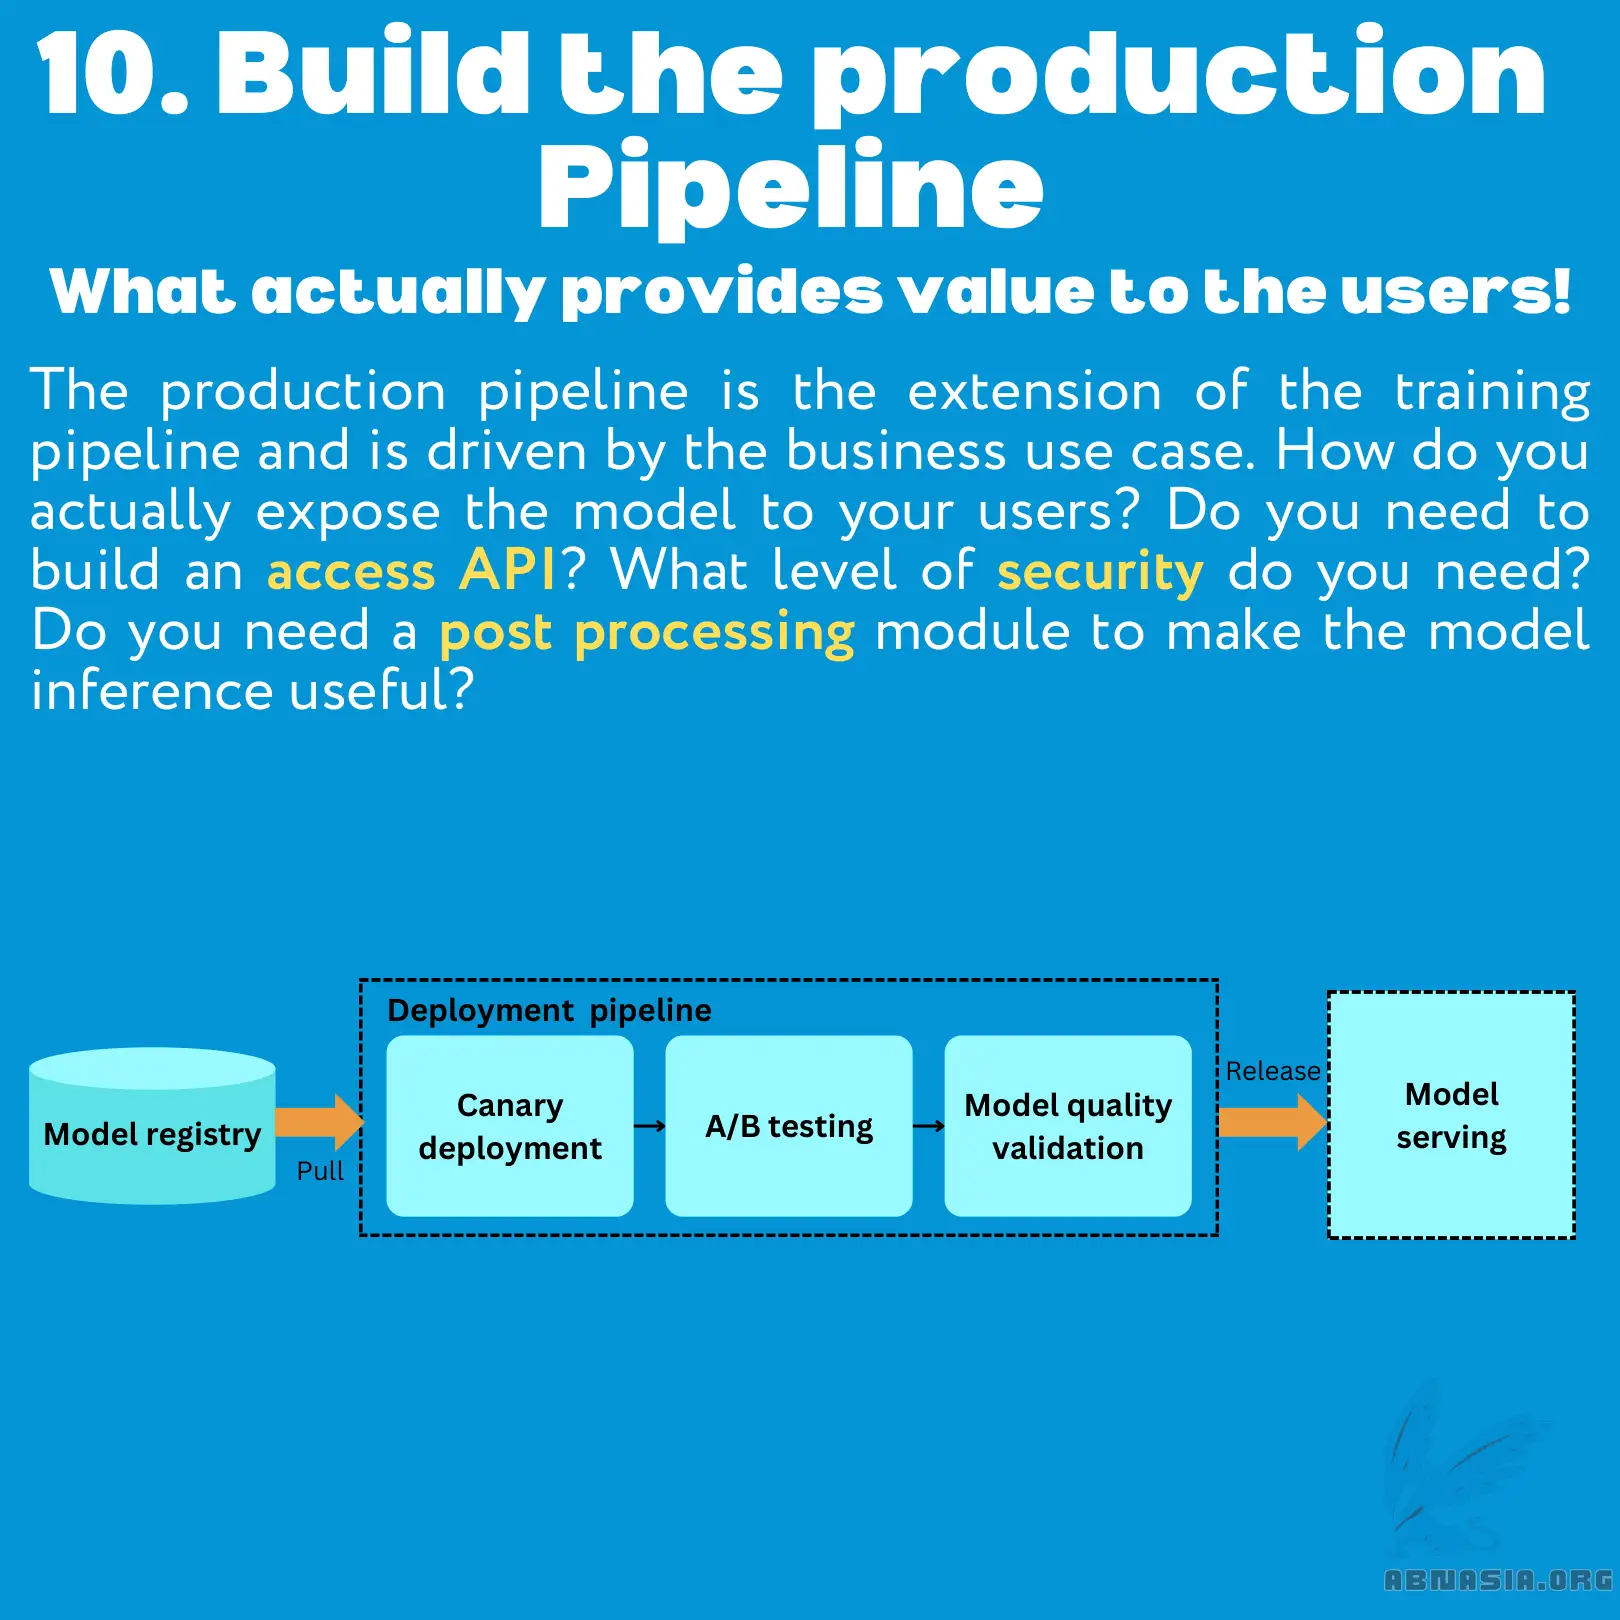 10. Build the production
Pipeline
What actually provides value to the users!
The production pipeline is the extension of the training
pipeline and is driven by the business use case. How do you
actually expose the model to your users? Do you need to
build an access API? What level of security do you need?
Do you need a post processing module to make the model
inference useful?
Deployment pipeline
Model registry
Pull
Canary
deployment
A/B testing
Model quality
validation
Release
Model
serving
ABNASIA.ORG